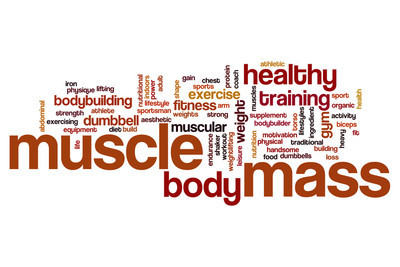 iron
physique lifting
bodybuilding
strength athlete
exercising dumbbell
equipment diet build
abdominal
life
nutritional
indoors
power
adult
lifestyle
sportsman
aesthetic
gain
shape
sports
exercise
fitness arm
weights strong
muscular
chest
protein
coach
weight
endurance
shaker
workout
weightlifting
leisure
athletic
healthy
muscles
training
supplement
bodybuilder
motivation
physical
handsome
food dumbbells
nutrition
torso
lifestyles
ingredient
traditional
building
loss
gym
sport
organic
activity
biceps
heavy fit
health
muscle
body mass